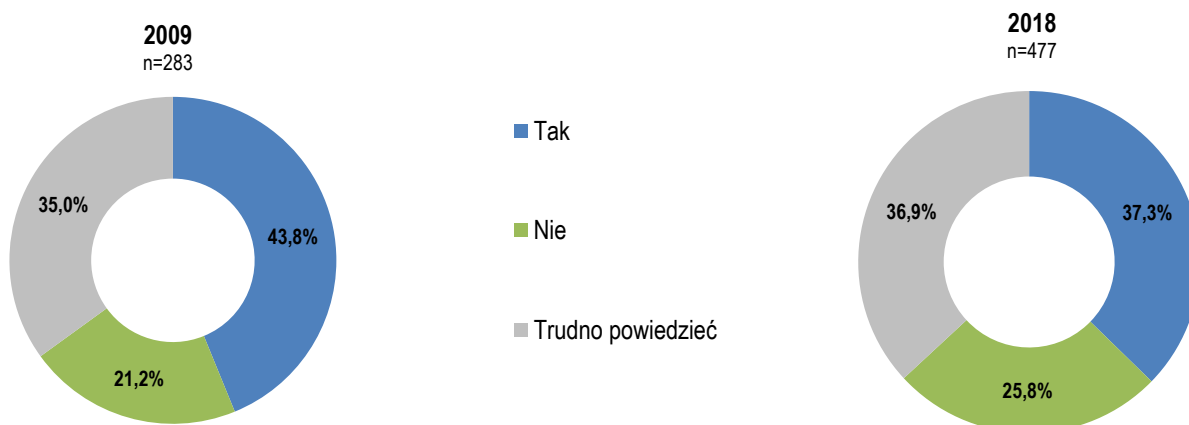 2009
n=283
35,0%
43,8%
21,2%
Tak
Nie
Trudno powiedzieć
2018
n=477
36,9%
37,3%
25,8%